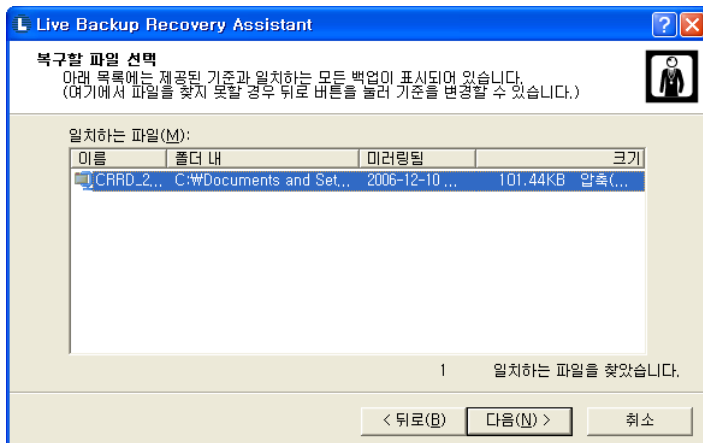 Live Backup Recovery Assistant
복구할 파일 선택
아래 목록에는 제공된 기준과 일치하는 모든 백업이 표시되어 있습니다.
(여기에서 파일을 찾지 못할 경우 뒤로 버튼을 눌러 기준을 변경할 수 있습니다.)
일치하는 파일(M):
이름 폴더 내 미러링됨 크기
CRRD_2... C:₩Documents and Set... 2006-12-10 ... 101.44KB 압축(...
1 일치하는 파일을 찾았습니다.
< 뒤로(B) 다음(N) > 취소